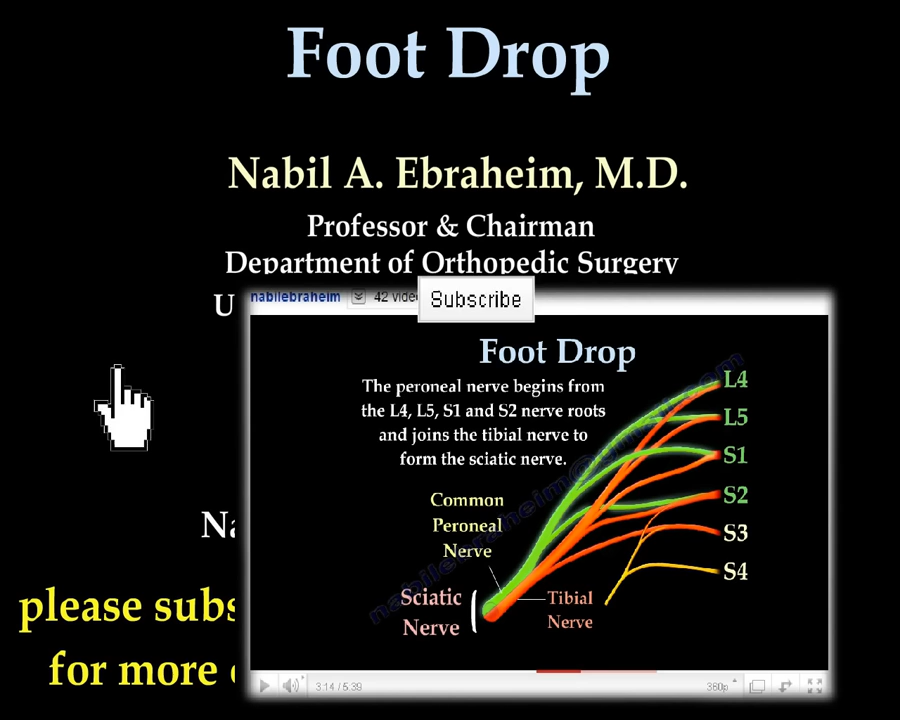 Foot Drop
Nabil A. Ebraheim, M.D.
Professor & Chairman
Department of Orthopedic Surgery
U
nabilebraheim 42 Subscribe
Foot Drop
The peroneal nerve begins from
the L4, L5, S1 and S2 nerve roots
and joins the tibial nerve to
form the sciatic nerve.
L4
L5
S1
S2
S3
S4
Common
Peroneal
Nerve
Sciatic
Nerve
Tibial
Nerve
Na
please subs
for more
3:14 / 5:39
360p